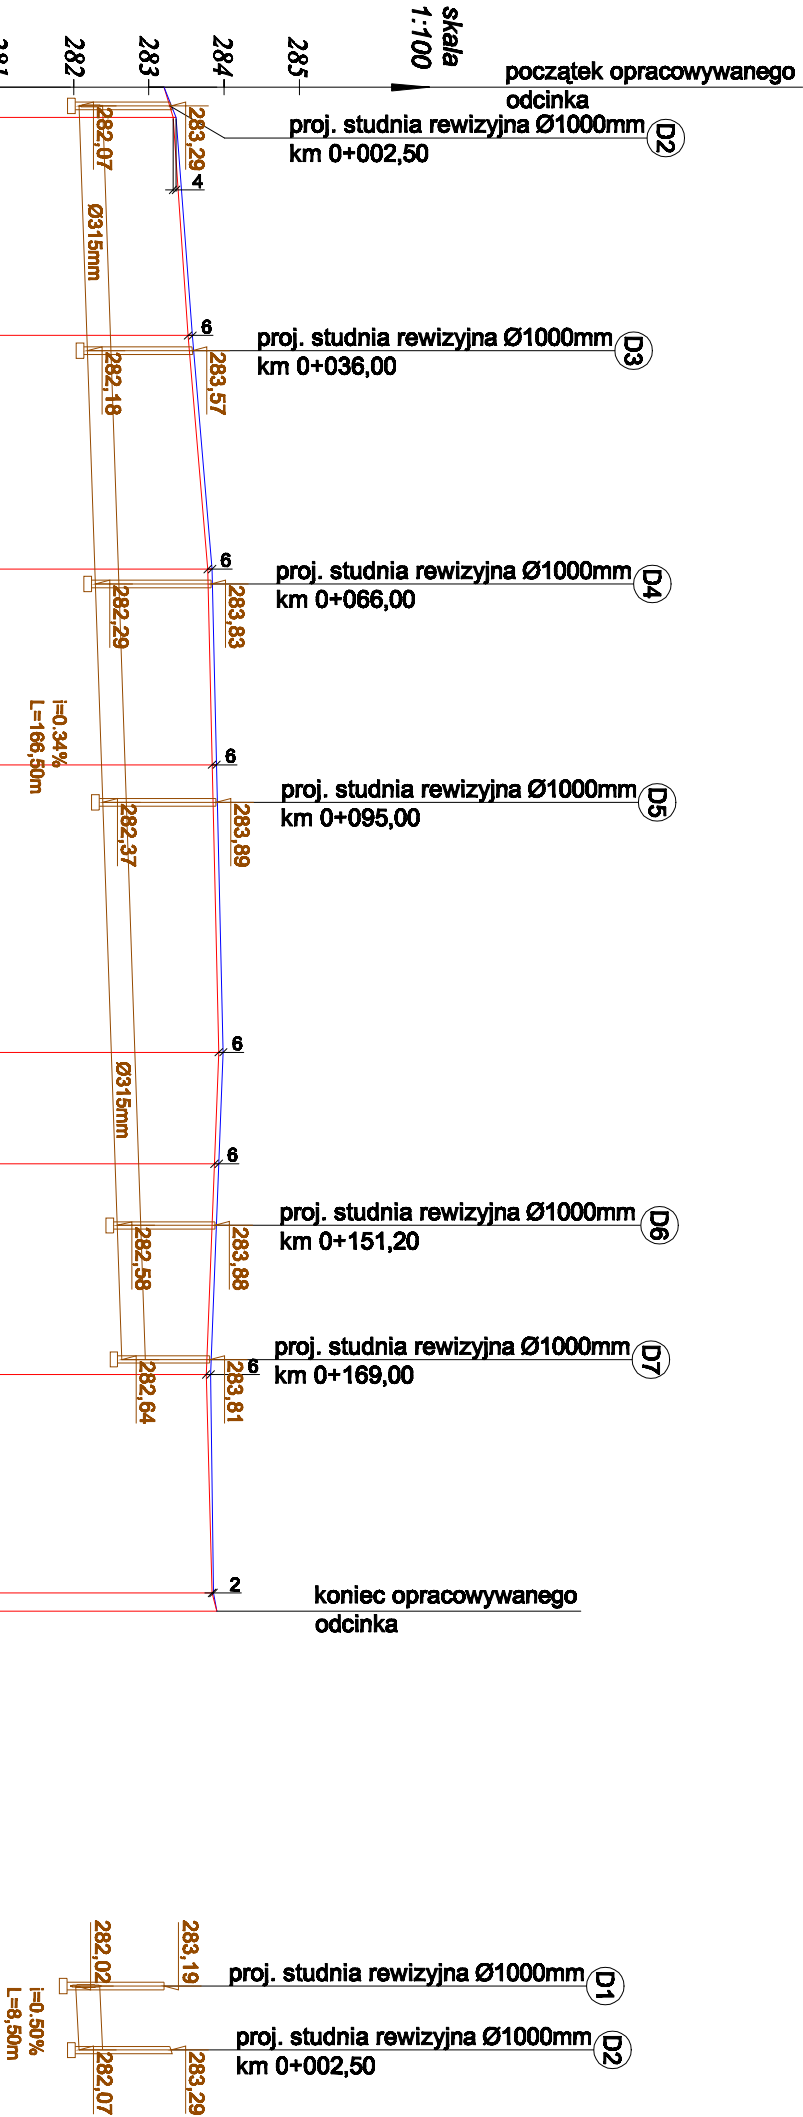 skala
1:100
285
284
283
282
281
początek opracowywanego
odcinka
D2
proj. studnia rewizyjna Ø1000mm
km 0+002,50
283,29
282,07
4
Ø315mm
6
D3
proj. studnia rewizyjna Ø1000mm
km 0+036,00
283,57
282,18
6
D4
proj. studnia rewizyjna Ø1000mm
km 0+066,00
283,83
282,29
i=0.34%
L=166,50m
6
D5
proj. studnia rewizyjna Ø1000mm
km 0+095,00
283,89
282,37
6
Ø315mm
6
D6
proj. studnia rewizyjna Ø1000mm
km 0+151,20
283,88
282,58
D7
proj. studnia rewizyjna Ø1000mm
km 0+169,00
6
283,81
282,64
2
koniec opracowywanego
odcinka
D1
proj. studnia rewizyjna Ø1000mm
283,19
282,02
D2
proj. studnia rewizyjna Ø1000mm
km 0+002,50
283,29
282,07
i=0.50%
L=8,50m